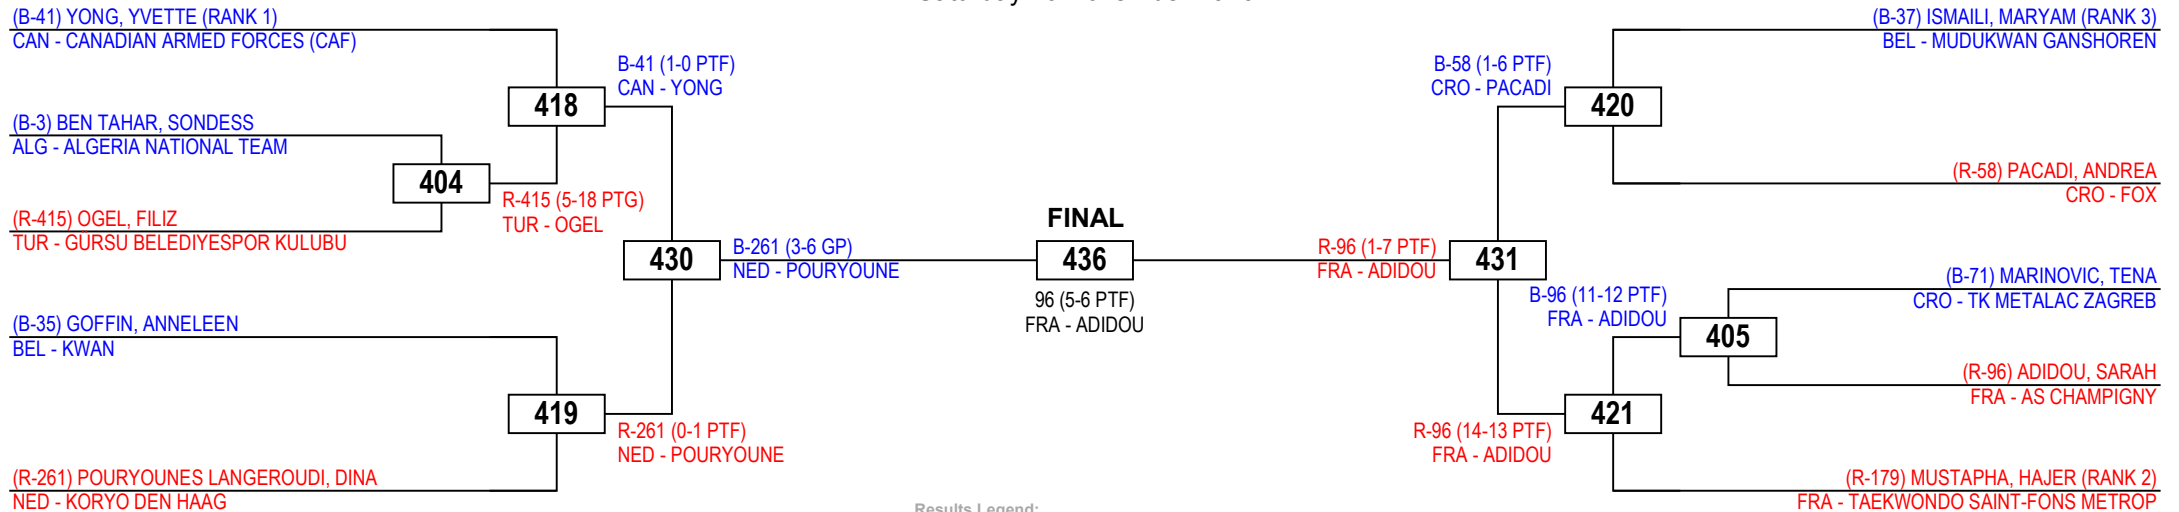 (B-41) YONG, YVETTE (RANK 1)
CAN - CANADIAN ARMED FORCES (CAF)
(B-3) BEN TAHAR, SONDESS
ALG - ALGERIA NATIONAL TEAM
(R-415) OGEL, FILIZ
TUR - GURSU BELEDIYESPOR KULUBU
(B-35) GOFFIN, ANNELEEN
BEL - KWAN
(R-261) POURYOUNES LANGEROUDI, DINA
NED - KORYO DEN HAAG
404
R-415 (5-18 PTG)
TUR - OGEL
418
B-41 (1-0 PTF)
CAN - YONG
419
R-261 (0-1 PTF)
NED - POURYOUNE
430
B-261 (3-6 GP)
NED - POURYOUNE
FINAL
436
96 (5-6 PTF)
FRA - ADIDOU
R-96 (1-7 PTF)
FRA - ADIDOU
431
B-58 (1-6 PTF)
CRO - PACADI
420
R-96 (14-13 PTF)
FRA - ADIDOU
421
B-96 (11-12 PTF)
FRA - ADIDOU
405
(B-37) ISMAILI, MARYAM (RANK 3)
BEL - MUDUKWAN GANSHOREN
(R-58) PACADI, ANDREA
CRO - FOX
(B-71) MARINOVIC, TENA
CRO - TK METALAC ZAGREB
(R-96) ADIDOU, SARAH
FRA - AS CHAMPIGNY
(R-179) MUSTAPHA, HAJER (RANK 2)
FRA - TAEKWONDO SAINT-FONS METROP
Results Legend: